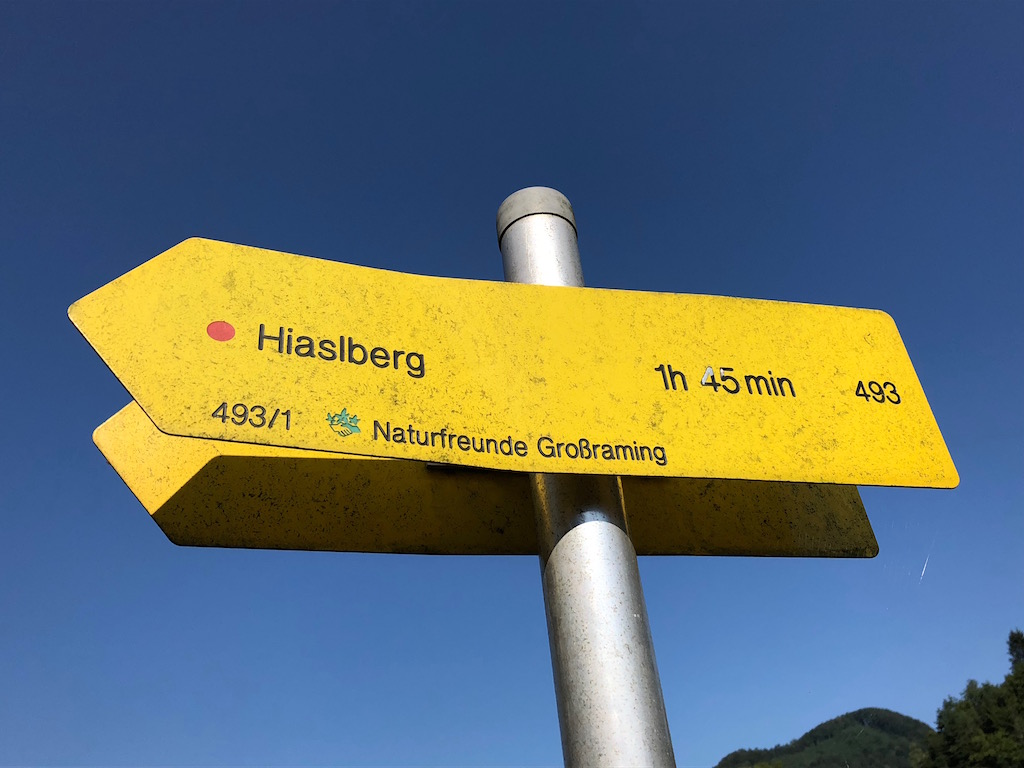 Hiaslberg 1h 45 min 493
493/1 Naturfreunde Großraming